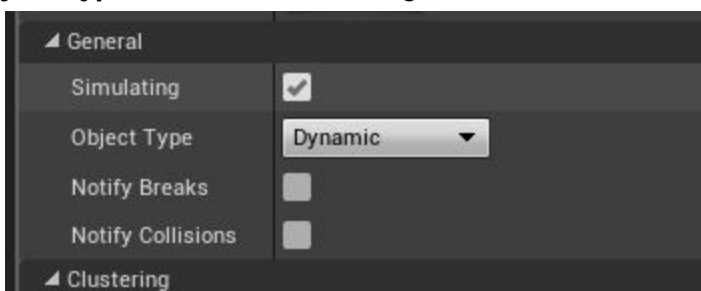 General
Simulating
Object Type Dynamic
Notify Breaks
Notify Collisions
Clustering